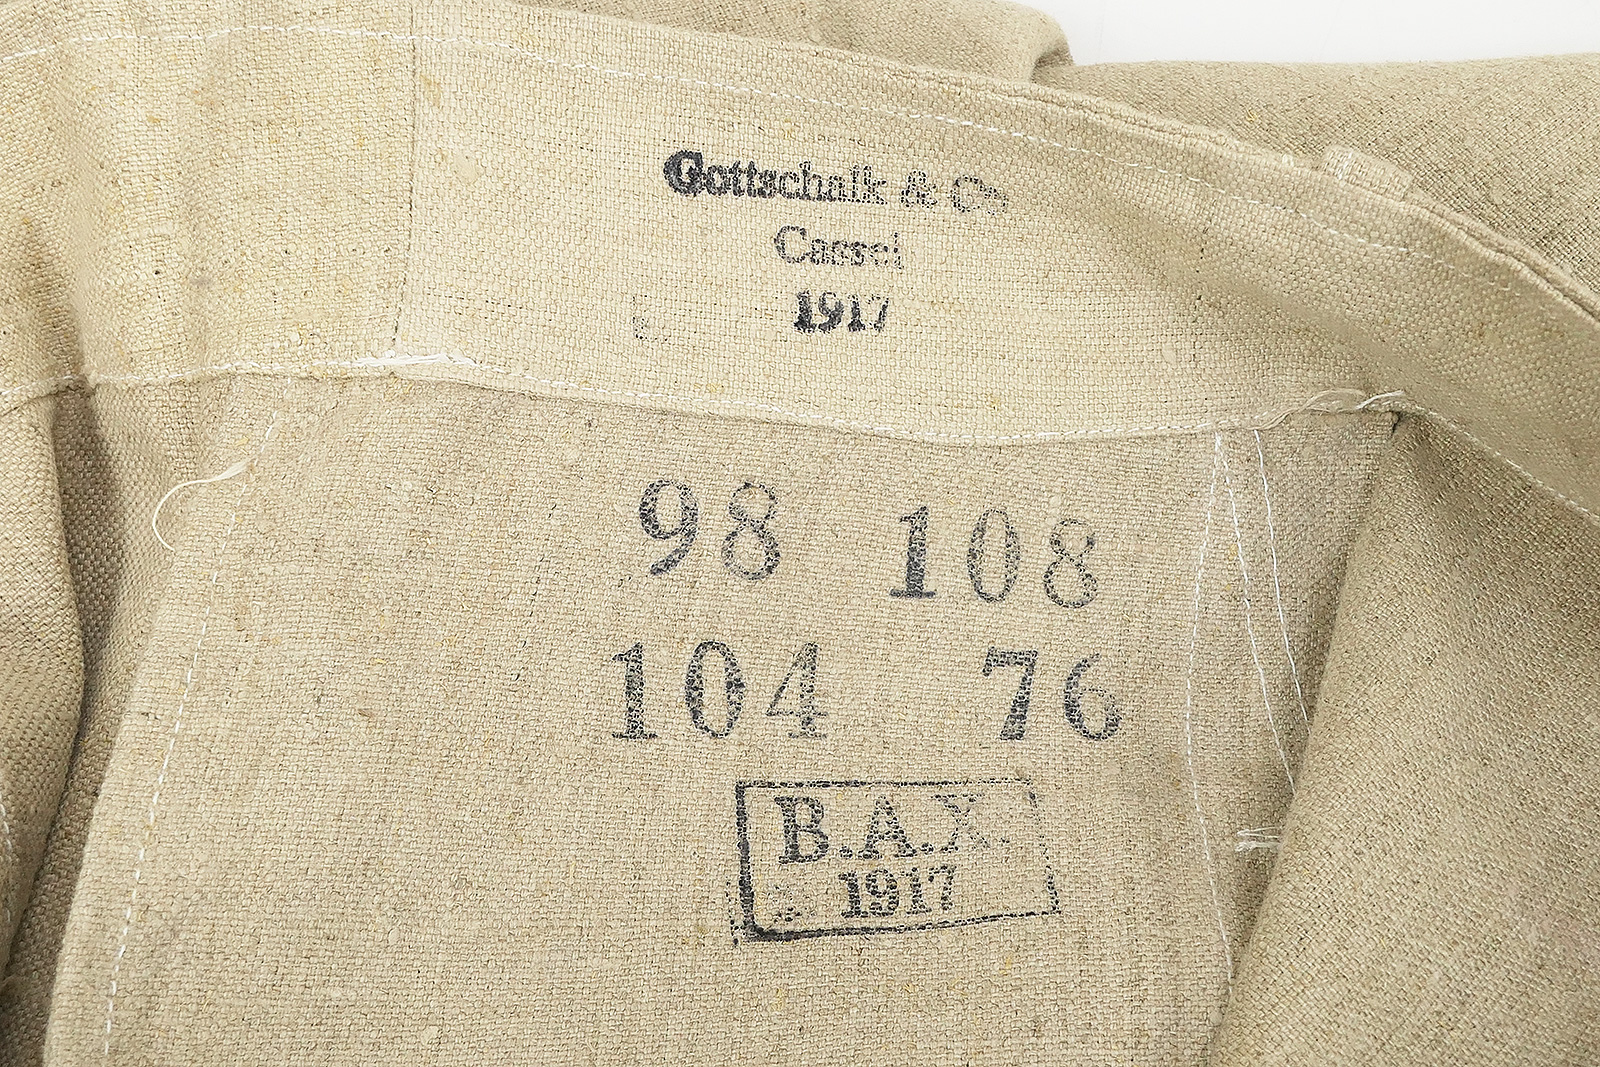 Gottschalk & Co
Cassel
1917
98 108
104 76
B.A.X.
1917